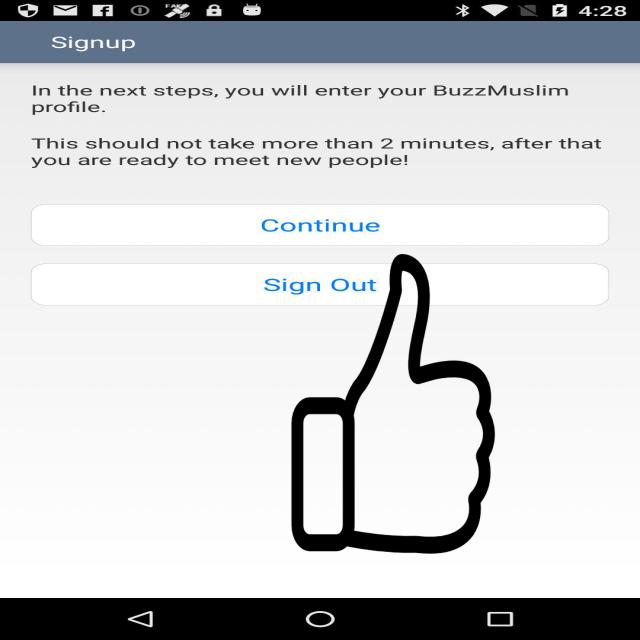 4:28
Signup
In the next steps, you will enter your BuzzMuslim
profile.
This should not take more than 2 minutes, after that
you are ready to meet new people!
Continue
Sign Out